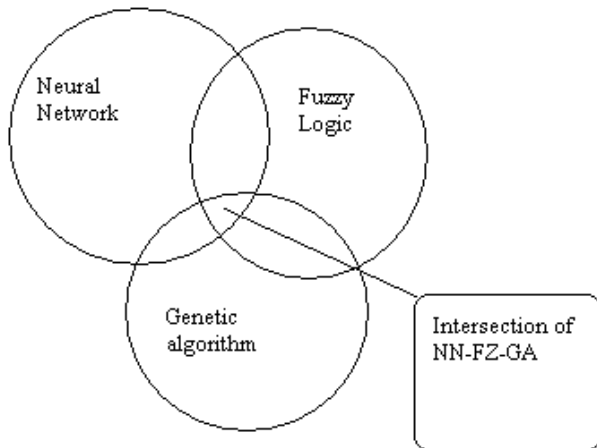 Neural
Network
Fuzzy
Logic
Genetic
algorithm
Intersection of
NN-FZ-GA